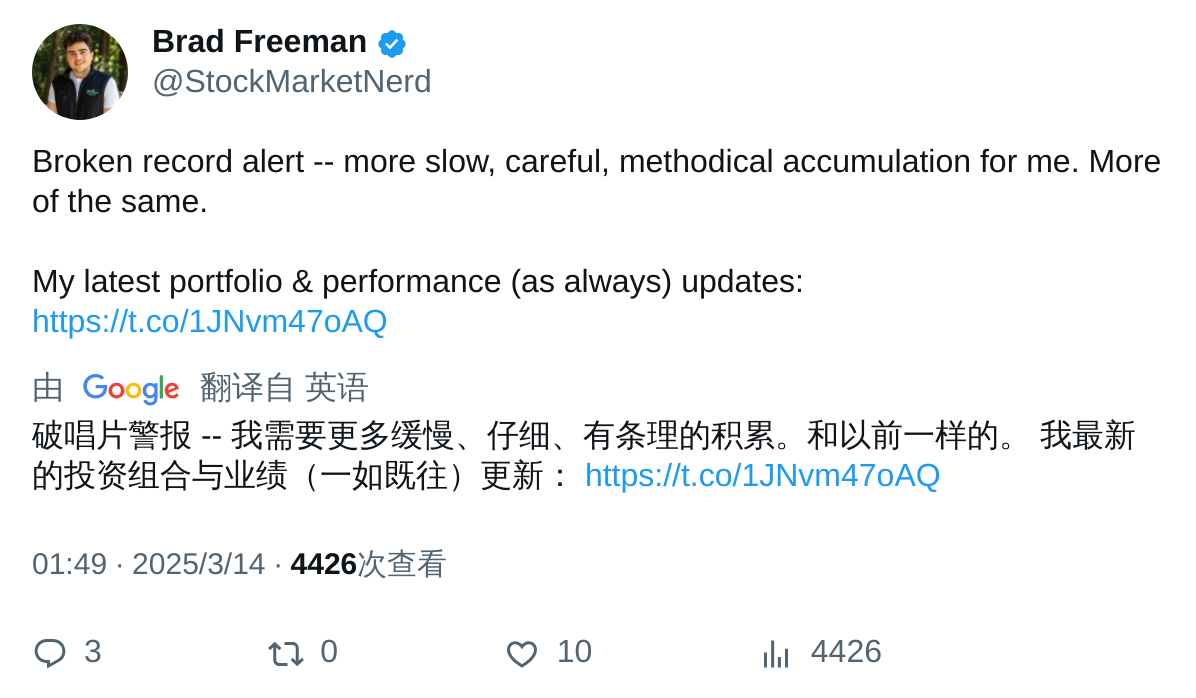 Brad Freeman
@StockMarketNerd
Broken record alert -- more slow, careful, methodical accumulation for me. More
of the same.
My latest portfolio & performance (as always) updates:
https://t.co/1JNvm47oAQ
由 Google 翻译自 英语
破唱片警报 -- 我需要更多缓慢、仔细、有条理的积累。和以前一样的。 我最新
的投资组合与业绩（一如既往）更新： https://t.co/1JNvm47oAQ
01:49 · 2025/3/14 · 4426次查看
3 0 10 4426